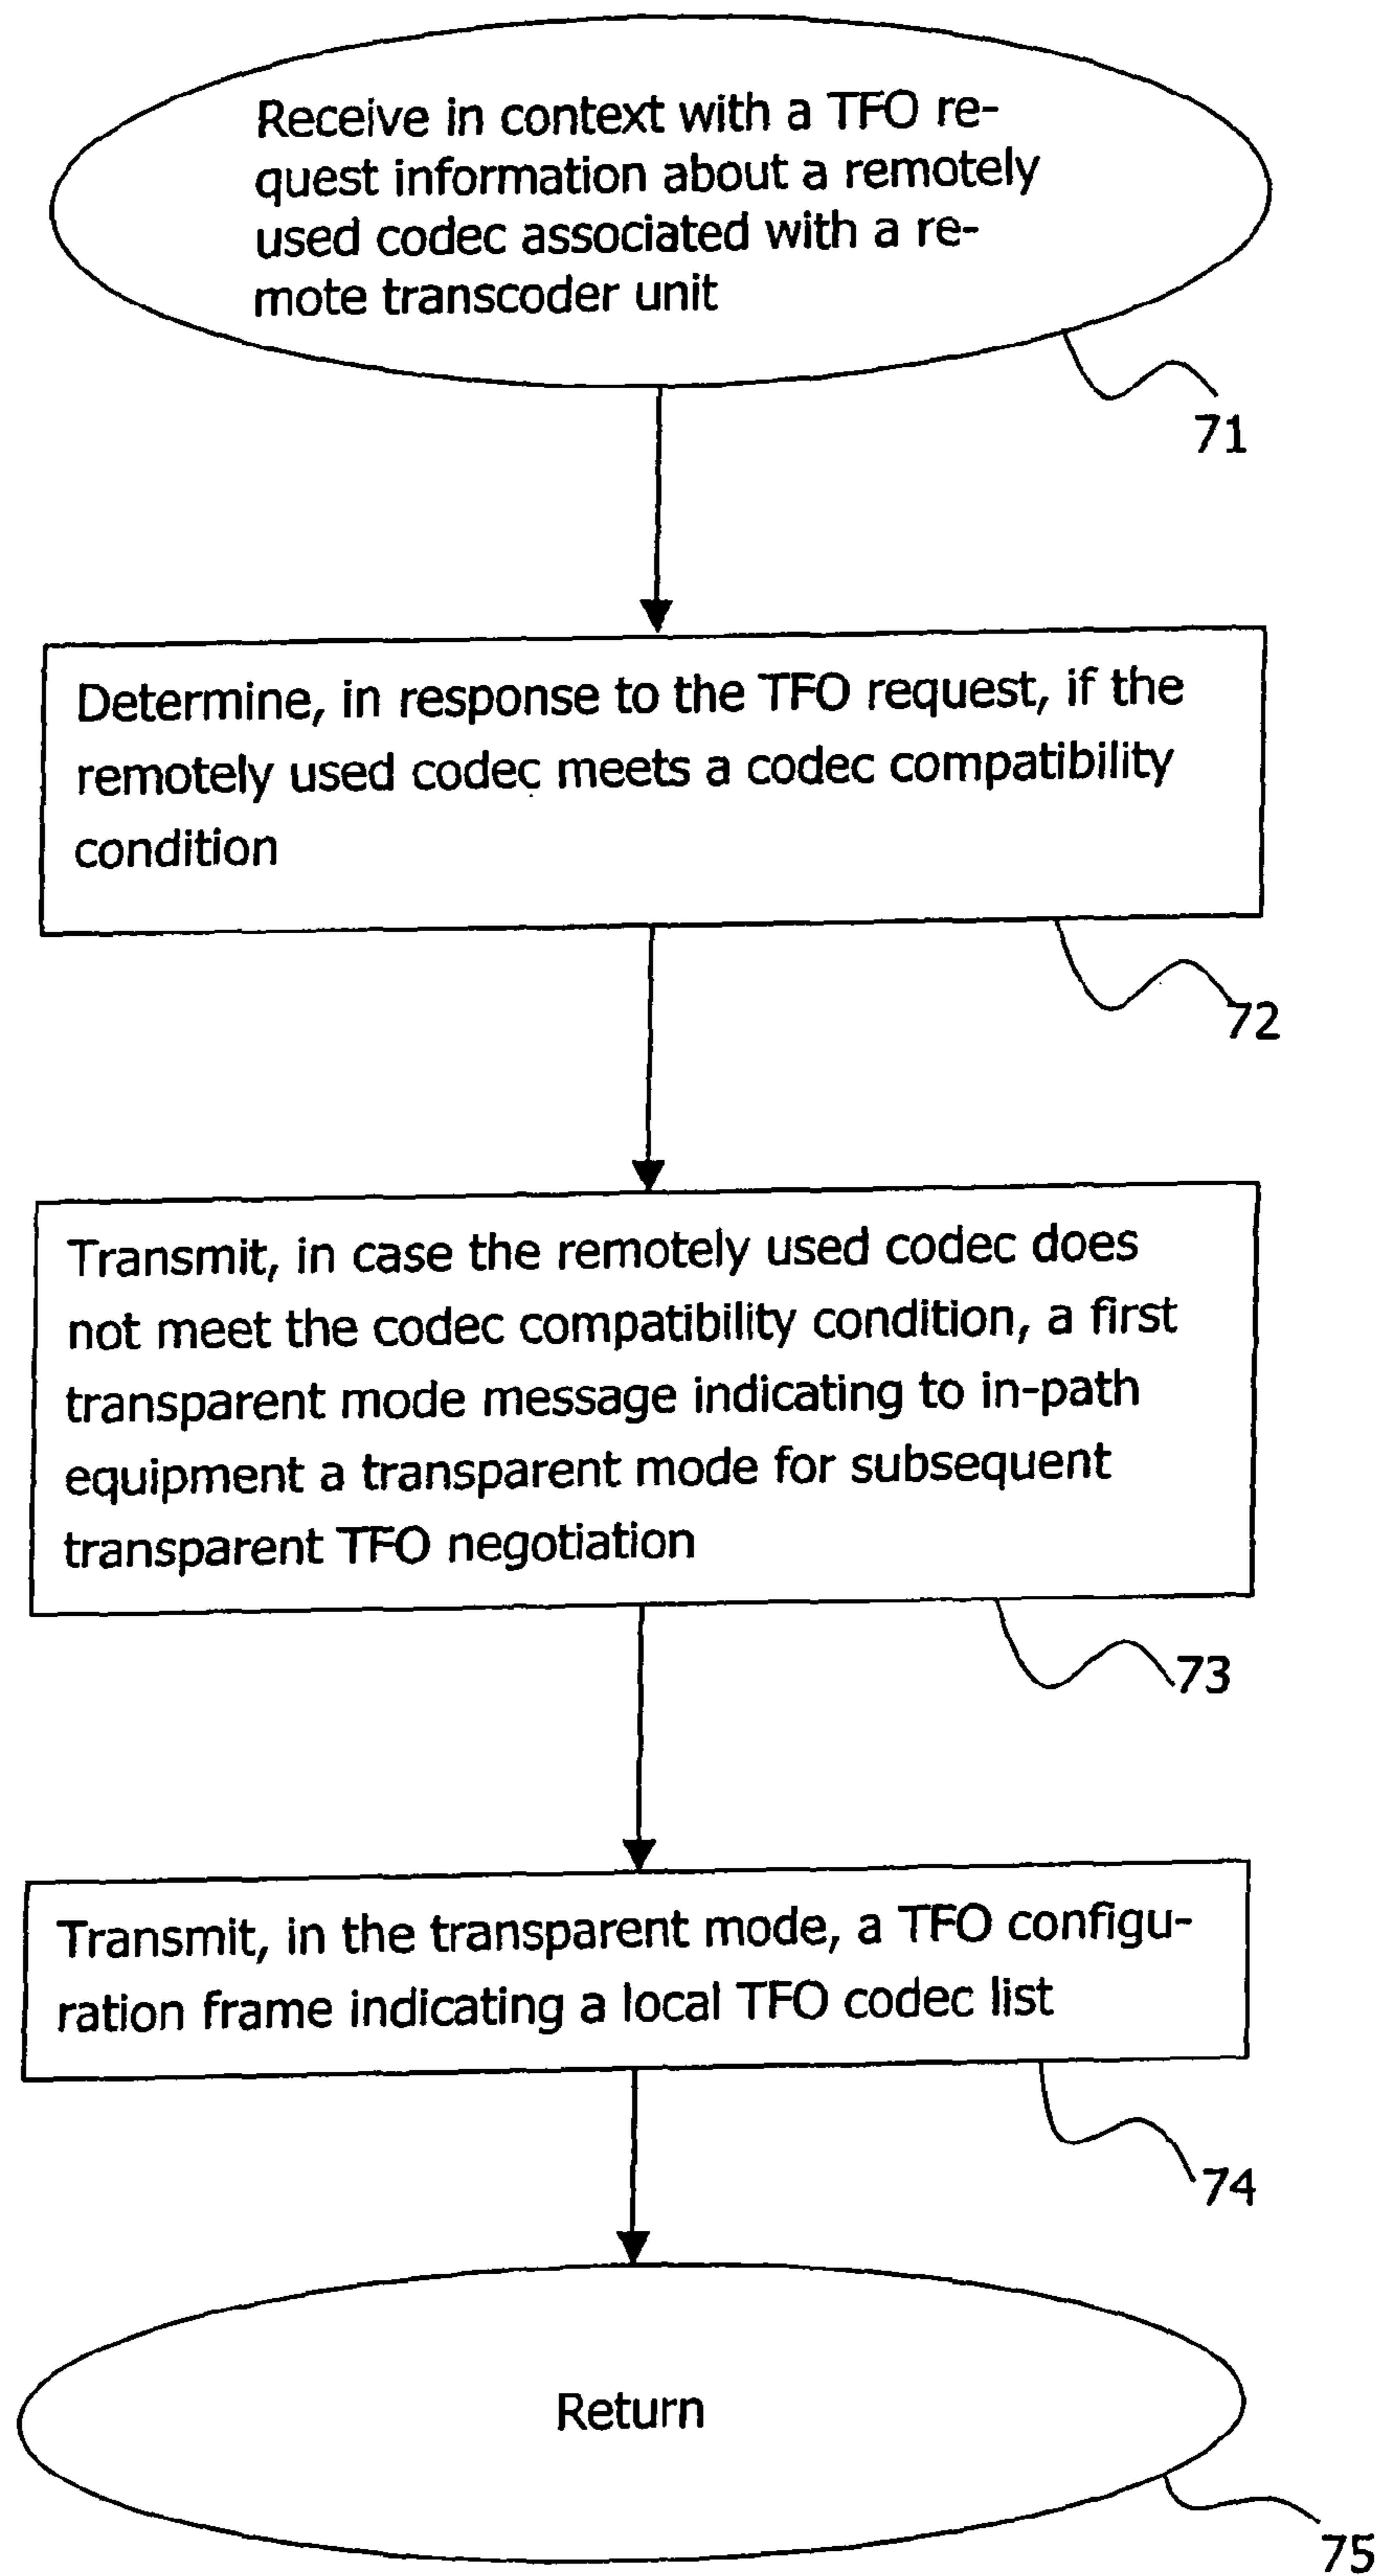 Receive in context with a TFO re-
quest information about a remotely
used codec associated with a re-
mote transcoder unit
71
Determine, in response to the TFO request, if the
remotely used codec meets a codec compatibility
condition
72
Transmit, in case the remotely used codec does
not meet the codec compatibility condition, a first
transparent mode message indicating to in-path
equipment a transparent mode for subsequent
transparent TFO negotiation
73
Transmit, in the transparent mode, a TFO configu-
ration frame indicating a local TFO codec list
74
Return
75